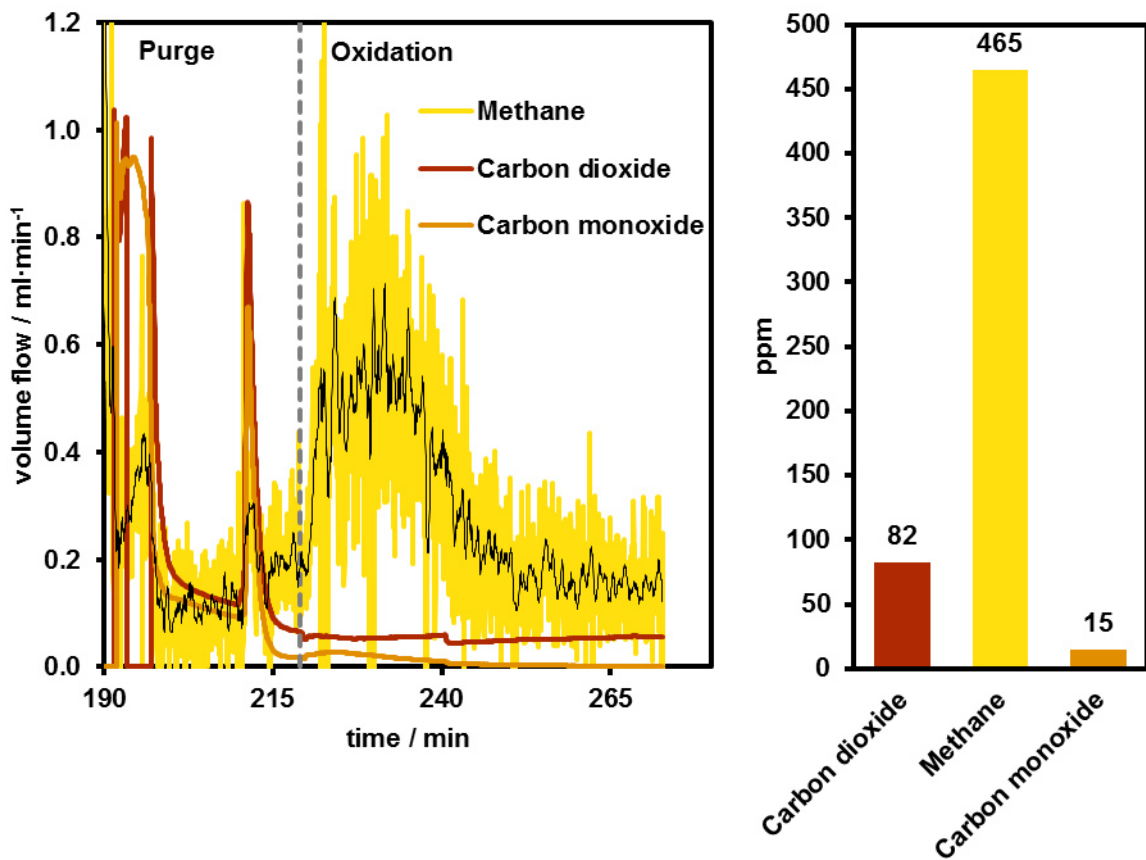 Purge
Oxidation
Methane
Carbon dioxide
Carbon monoxide
volume flow / ml·min⁻¹
1.2
1.0
0.8
0.6
0.4
0.2
0.0
190
215
240
265
time / min
ppm
500
450
400
350
300
250
200
150
100
50
0
82
465
15
Carbon dioxide
Methane
Carbon monoxide